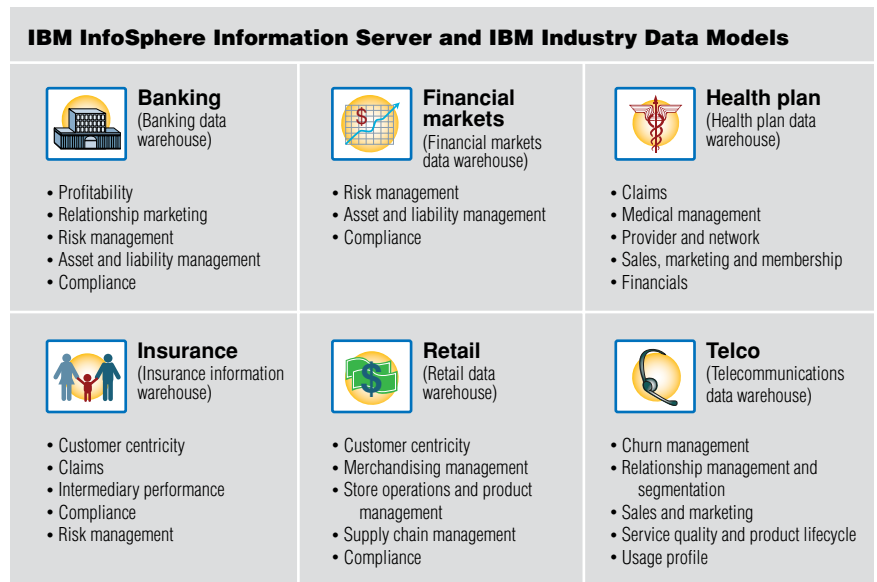 IBM InfoSphere Information Server and IBM Industry Data Models
Banking
(Banking data
warehouse)
• Profitability
• Relationship marketing
• Risk management
• Asset and liability management
• Compliance
Financial
markets
(Financial markets
data warehouse)
$
• Risk management
• Asset and liability management
• Compliance
Health plan
(Health plan data
warehouse)
• Claims
• Medical management
• Provider and network
• Sales, marketing and membership
• Financials
Insurance
(Insurance information
warehouse)
• Customer centricity
• Claims
• Intermediary performance
• Compliance
• Risk management
Retail
(Retail data
warehouse)
$
• Customer centricity
• Merchandising management
• Store operations and product
management
• Supply chain management
• Compliance
Telco
(Telecommunications
data warehouse)
• Churn management
• Relationship management and
segmentation
• Sales and marketing
• Service quality and product lifecycle
• Usage profile